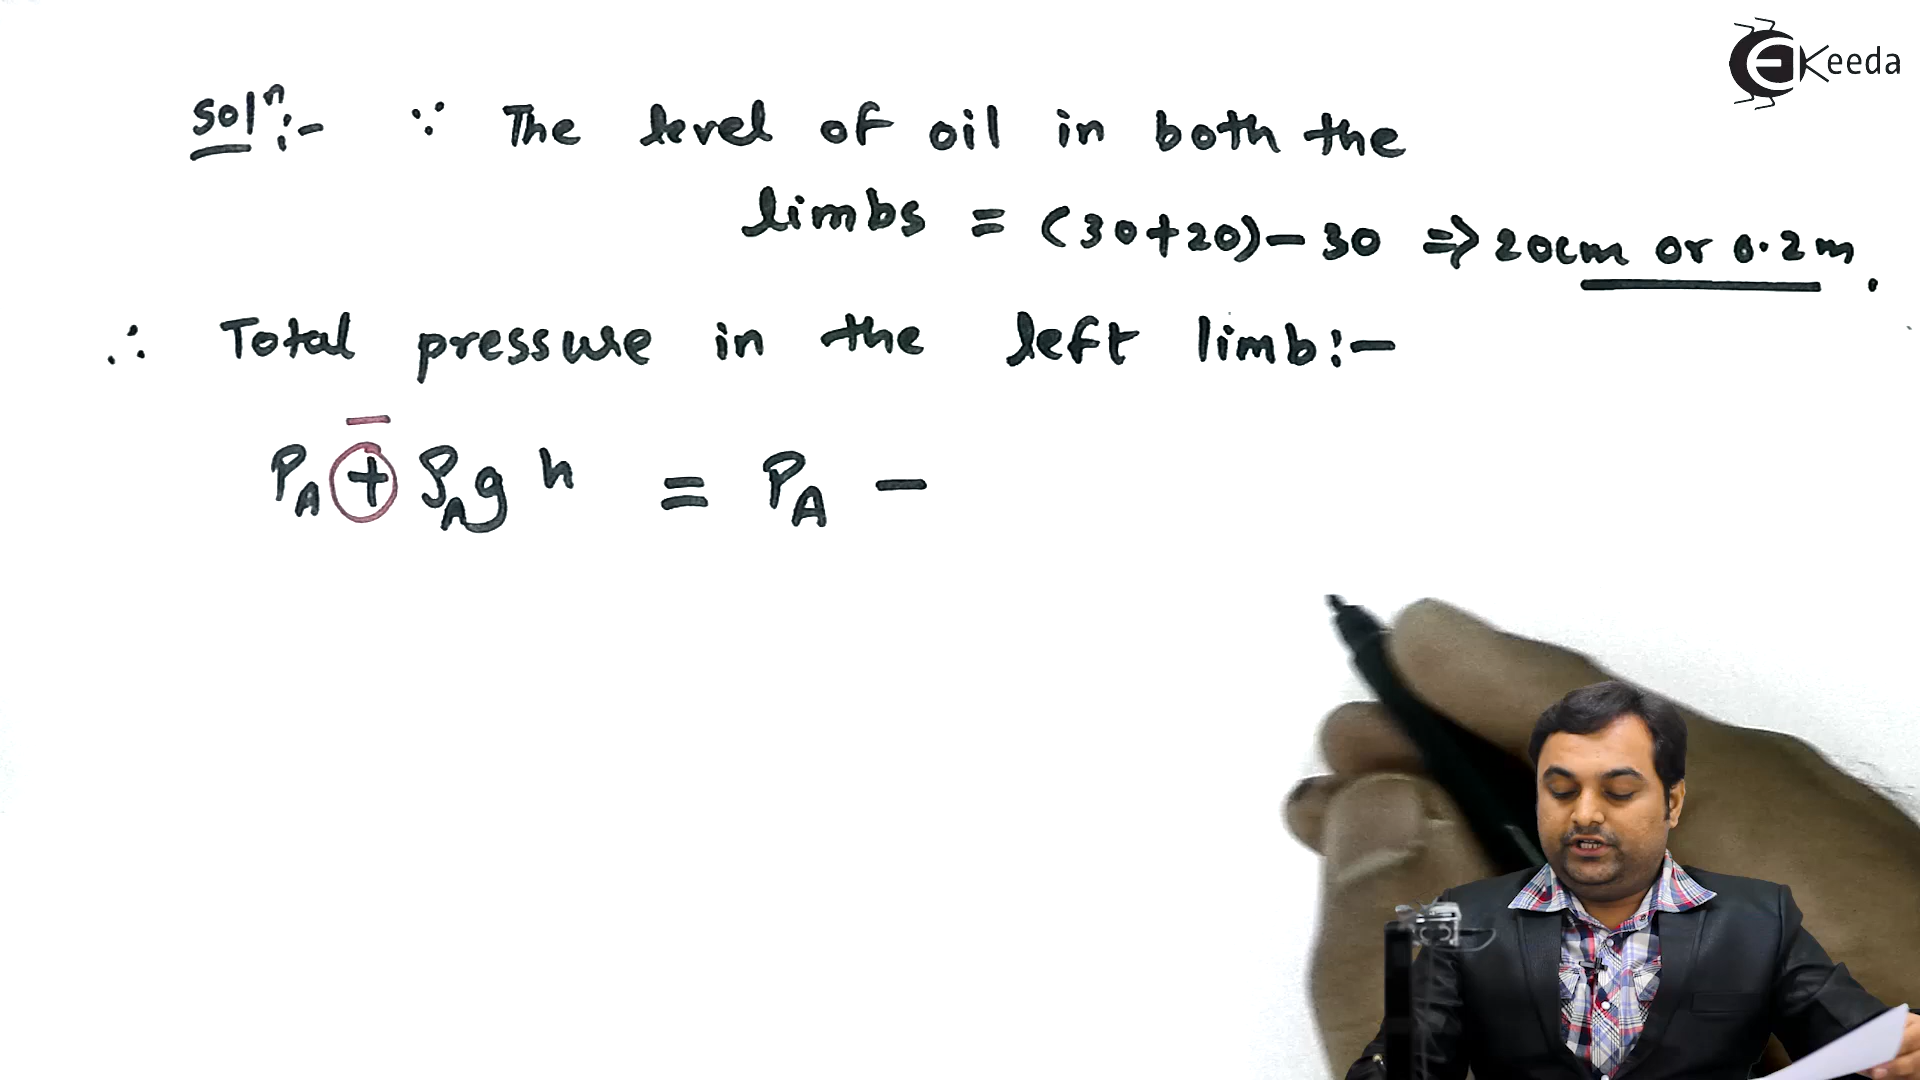 eKeeda
Solⁿ:- ∵ The level of oil in both the
limbs = (30+20)-30 ⇒ 20cm or 0.2m.
∴ Total pressure in the left limb:-
−
P_A + ρ_A g h = P_A −